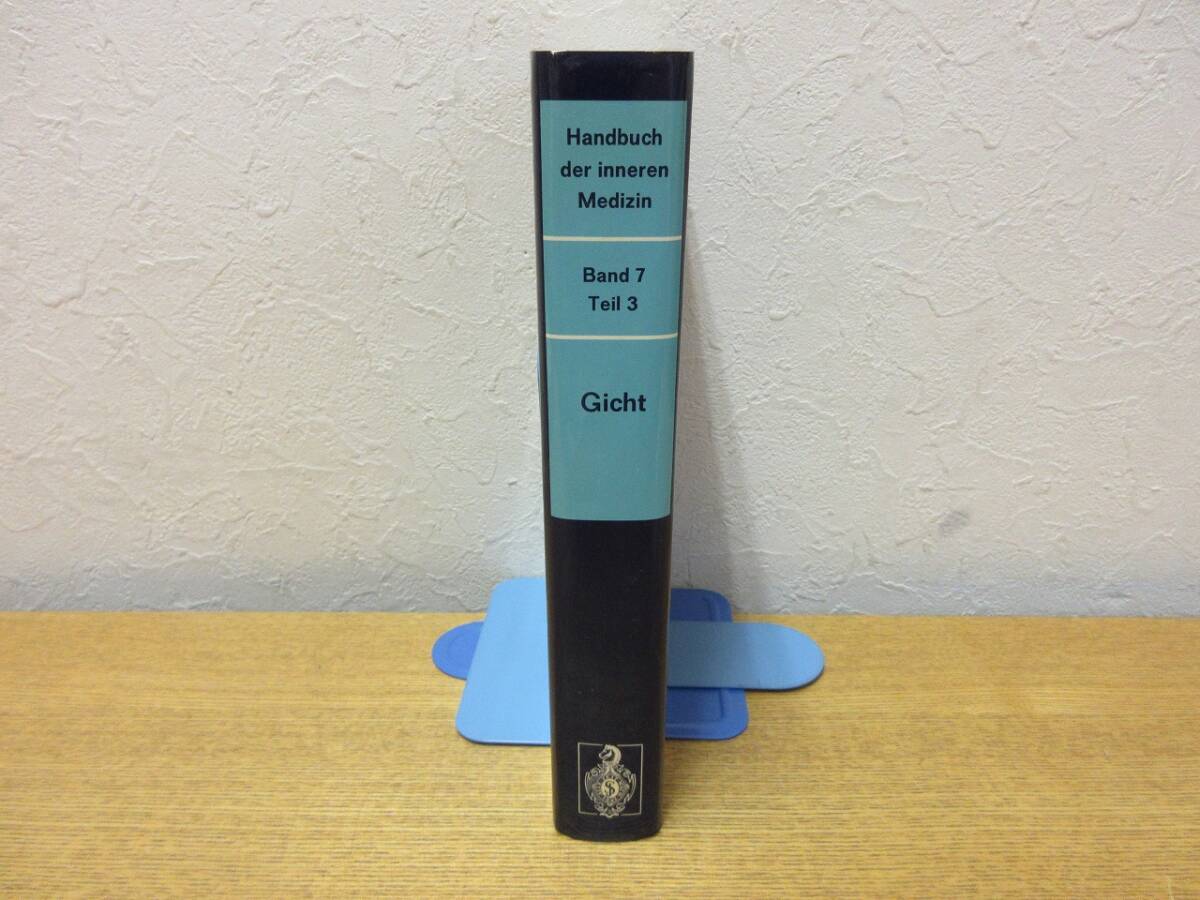 Handbuch
der inneren
Medizin
Band 7
Teil 3
Gicht